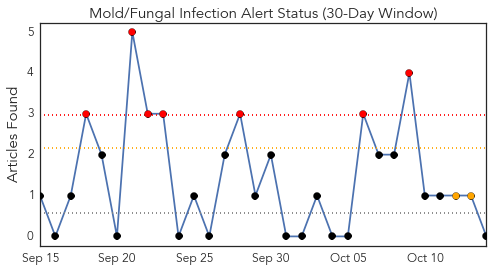 Mold/Fungal Infection Alert Status (30-Day Window)
Articles Found
5
4
3
2
1
0
Sep 15 Sep 20 Sep 25 Sep 30 Oct 05 Oct 10